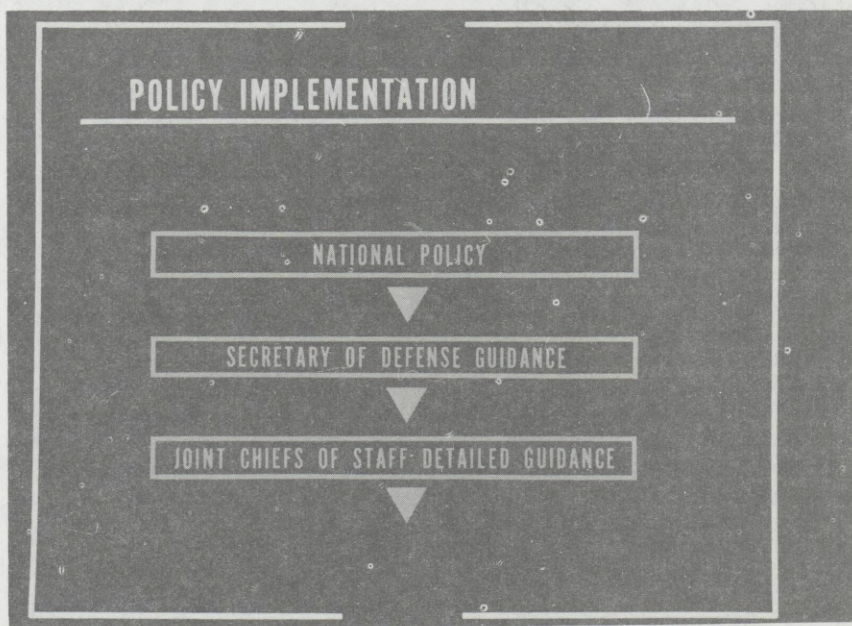 POLICY IMPLEMENTATION
NATIONAL POLICY
SECRETARY OF DEFENSE GUIDANCE
JOINT CHIEFS OF STAFF-DETAILED GUIDANCE